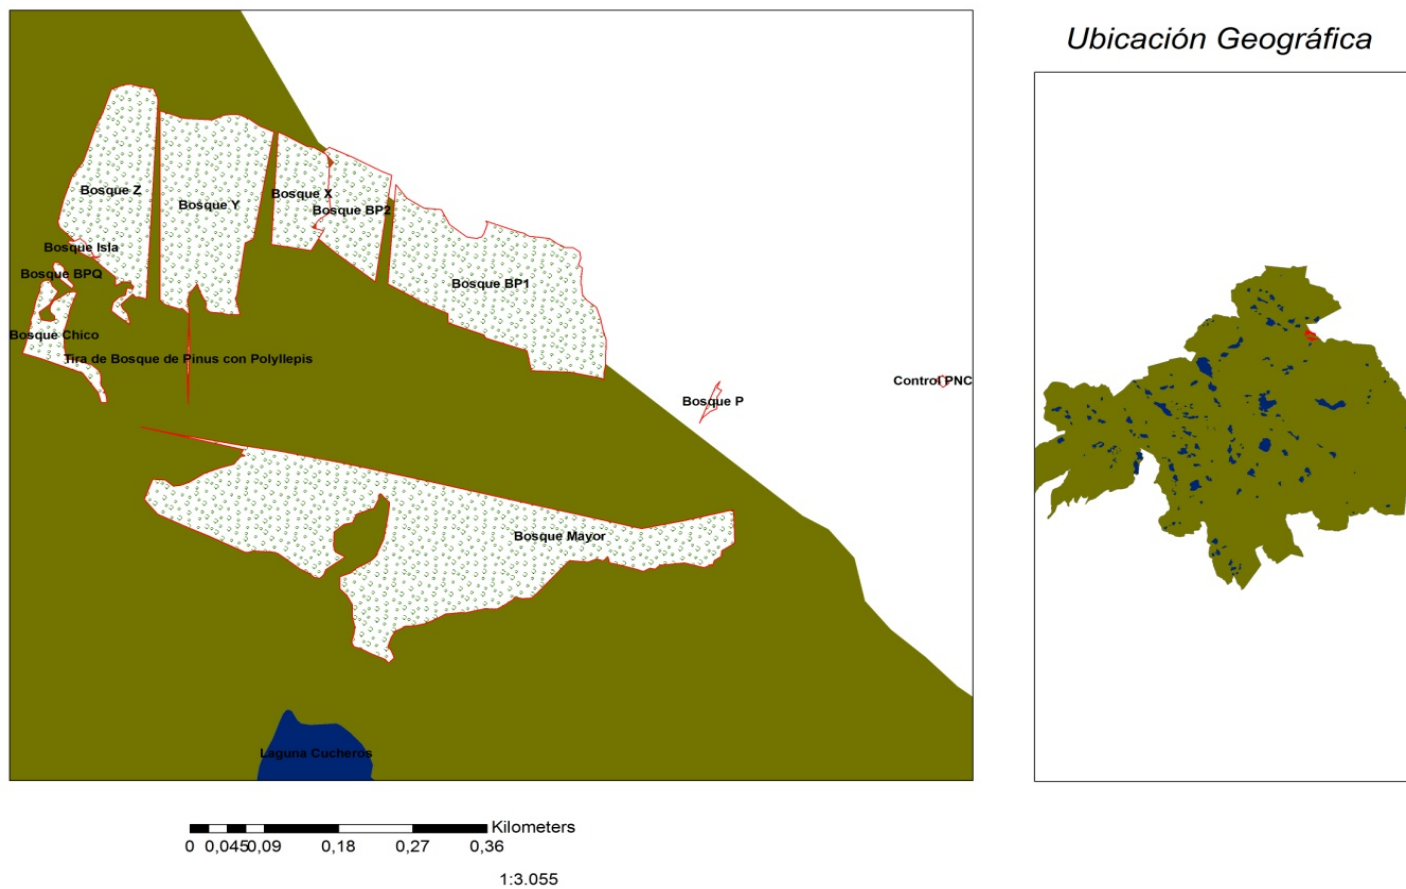 Ubicación Geográfica
Bosque Z
Bosque Y
Bosque X
Bosque BP2
Bosque Isla
Bosque BPQ
Bosque BP1
Bosque Chico
Tira de Bosque de Pinus con Polyllepis
Control PNC
Bosque P
Bosque Mayor
Laguna Cucheros
Kilometers
0 0,045 0,09 0,18 0,27 0,36
1:3.055